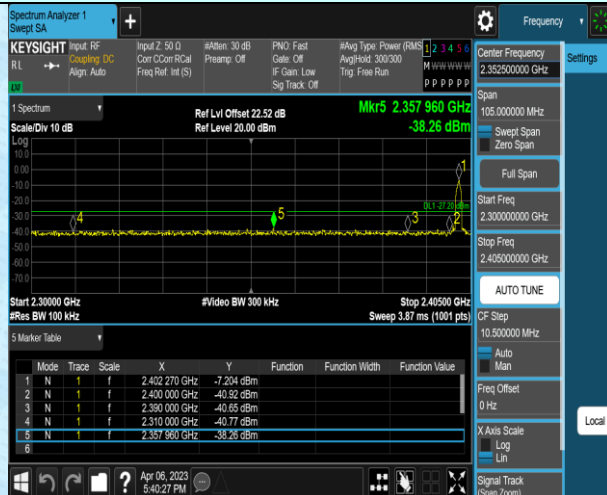 Spectrum Analyzer 1
Swept SA
+
Frequency
Settings
KEYSIGHT
RL
Input: RF
Coupling: DC
Align: Auto
Input Z: 50 Ω
Corr CCorr RCal
Freq Ref: Int (S)
#Atten: 30 dB
Preamp: Off
PNO: Fast
Gate: Off
IF Gain: Low
Sig Track: Off
#Avg Type: Power (RMS
Avg|Hold: 300/300
Trig: Free Run
1 2 3 4 5 6
M W W W W W
P P P P P P
1 Spectrum
Scale/Div 10 dB
Log
Ref Lvl Offset 22.52 dB
Ref Level 20.00 dBm
Mkr5 2.357 960 GHz
-38.26 dBm
10.0
0.00
-10.0
-20.0
-30.0
-40.0
-50.0
-60.0
-70.0
1
DL1 -27.20 dBm
4
5
3
2
Start 2.30000 GHz
#Res BW 100 kHz
#Video BW 300 kHz
Stop 2.40500 GHz
Sweep 3.87 ms (1001 pts)
5 Marker Table
Mode Trace Scale X Y Function Function Width Function Value
1 N 1 f 2.402 270 GHz -7.204 dBm
2 N 1 f 2.400 000 GHz -40.92 dBm
3 N 1 f 2.390 000 GHz -40.65 dBm
4 N 1 f 2.310 000 GHz -40.77 dBm
5 N 1 f 2.357 960 GHz -38.26 dBm
6
?
Apr 06, 2023
5:40:27 PM
Center Frequency
2.352500000 GHz
Span
105.000000 MHz
Swept Span
Zero Span
Full Span
Start Freq
2.300000000 GHz
Stop Freq
2.405000000 GHz
AUTO TUNE
CF Step
10.500000 MHz
Auto
Man
Freq Offset
0 Hz
X Axis Scale
Log
Lin
Signal Track
(Span Zoom)
Local